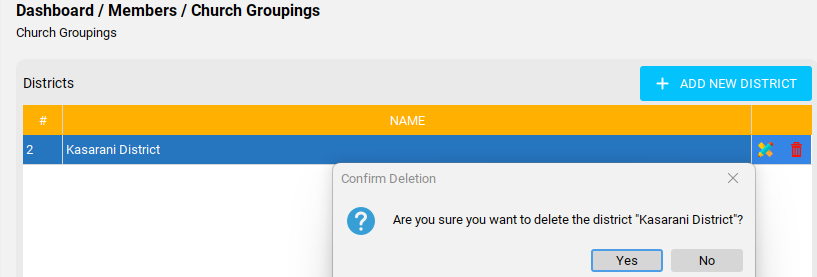 Dashboard / Members / Church Groupings
Church Groupings
Districts
+ ADD NEW DISTRICT
# NAME
2 Kasarani District
Confirm Deletion
Are you sure you want to delete the district "Kasarani District"?
Yes No